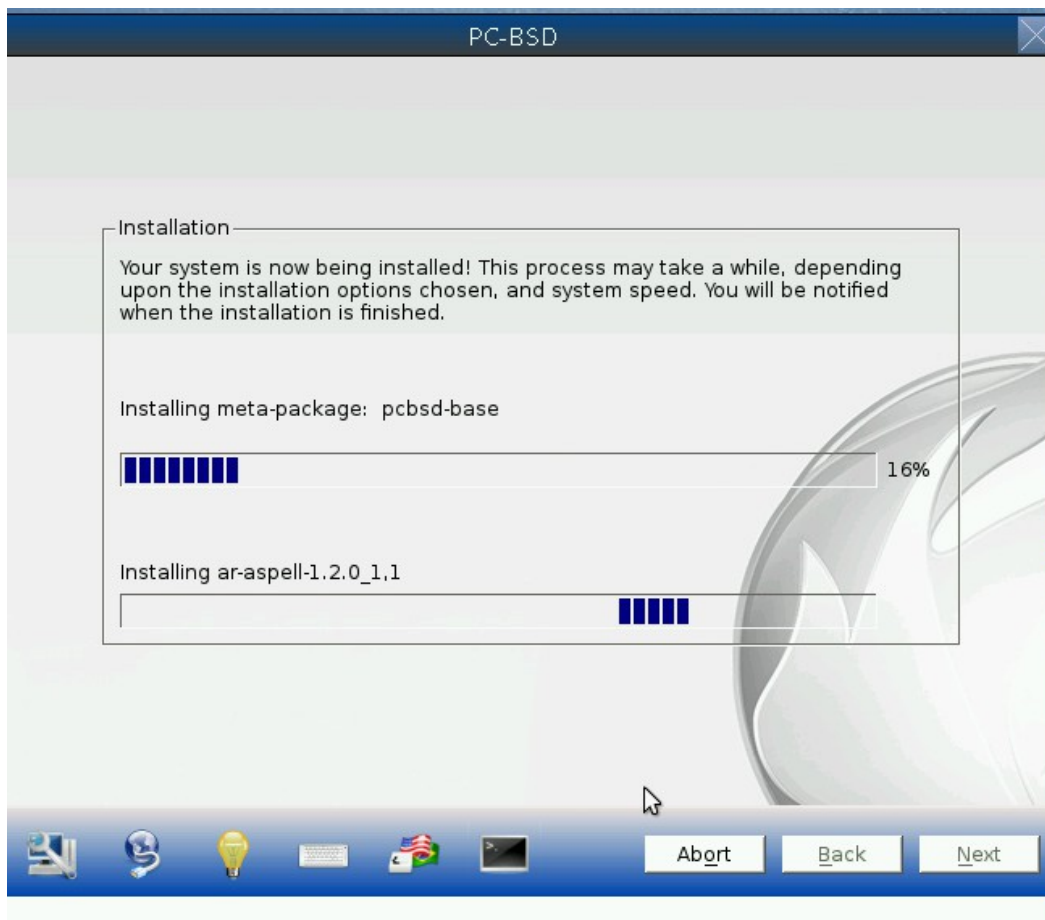 PC-BSD
Installation
Your system is now being installed! This process may take a while, depending
upon the installation options chosen, and system speed. You will be notified
when the installation is finished.
Installing meta-package: pcbsd-base
16%
Installing ar-aspell-1.2.0_1,1
Abort
Back
Next